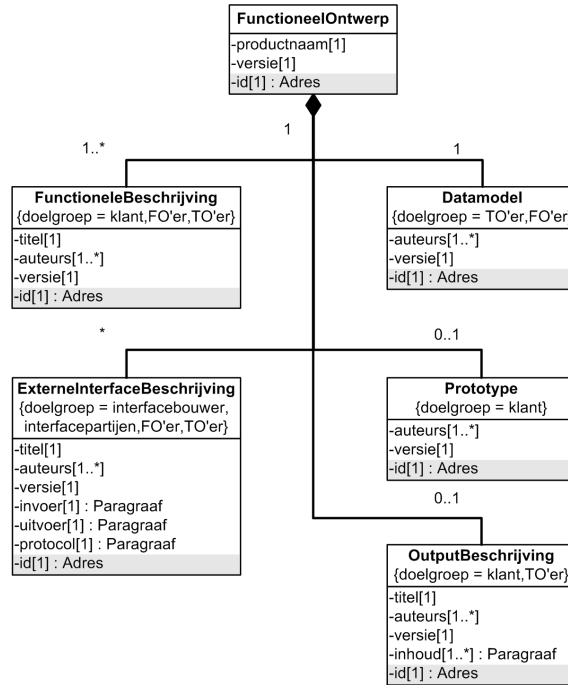 FunctioneelOntwerp
-productnaam[1]
-versie[1]
-id[1] : Adres
1
1..*
1
FunctioneleBeschrijving
{doelgroep = klant,FO'er,TO'er}
-titel[1]
-auteurs[1..*]
-versie[1]
-id[1] : Adres
Datamodel
{doelgroep = TO'er,FO'er
-auteurs[1..*]
-versie[1]
-id[1] : Adres
*
0..1
ExterneInterfaceBeschrijving
{doelgroep = interfacebouwer,
interfacepartijen,FO'er,TO'er}
-titel[1]
-auteurs[1..*]
-versie[1]
-invoer[1] : Paragraaf
-uitvoer[1] : Paragraaf
-protocol[1] : Paragraaf
-id[1] : Adres
Prototype
{doelgroep = klant}
-auteurs[1..*]
-versie[1]
-id[1] : Adres
0..1
OutputBeschrijving
{doelgroep = klant,TO'er}
-titel[1]
-auteurs[1..*]
-versie[1]
-inhoud[1..*] : Paragraaf
-id[1] : Adres